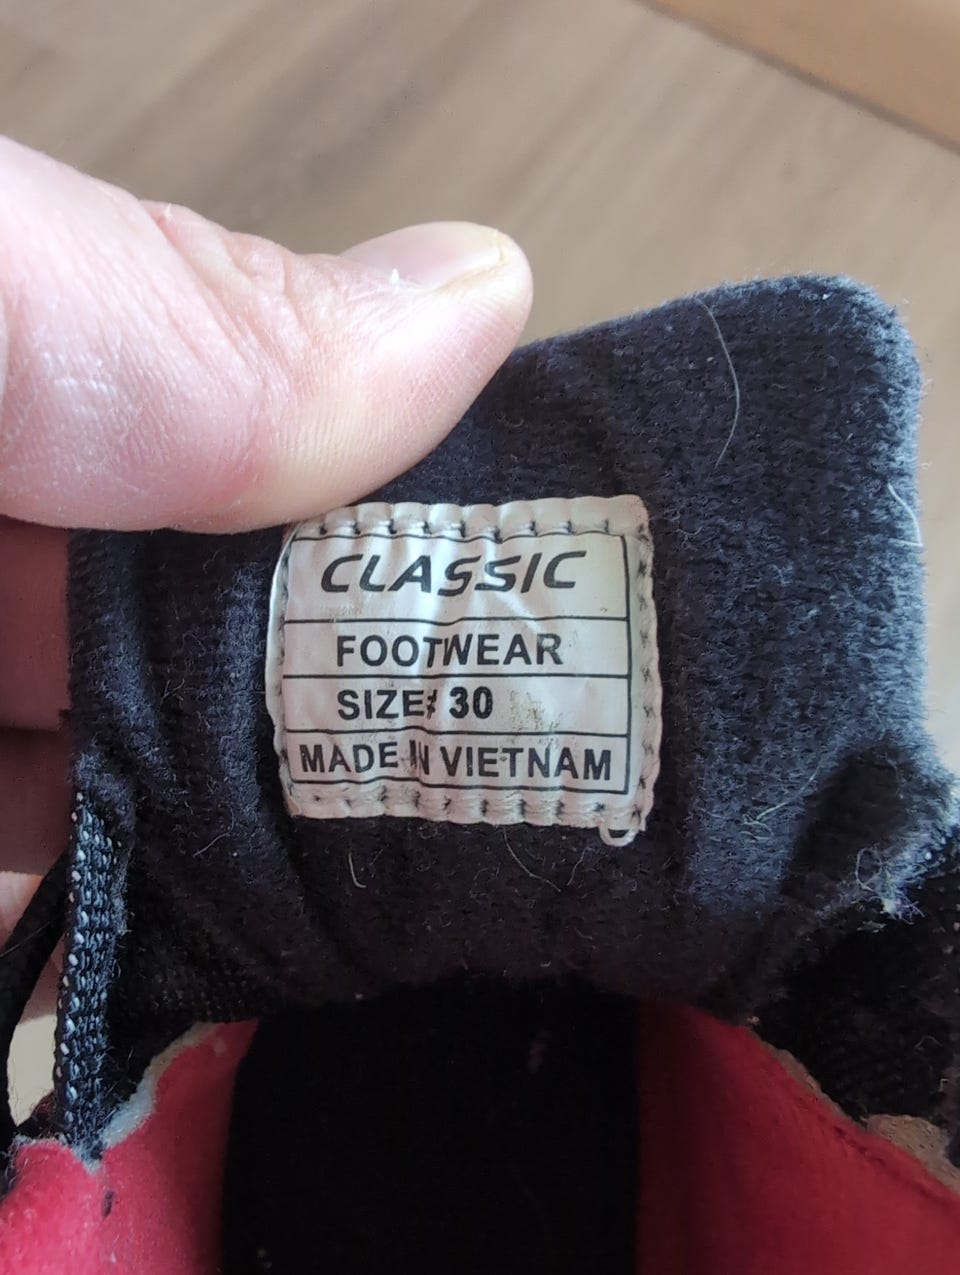 CLASSIC
FOOTWEAR
SIZE: 30
MADE IN VIETNAM